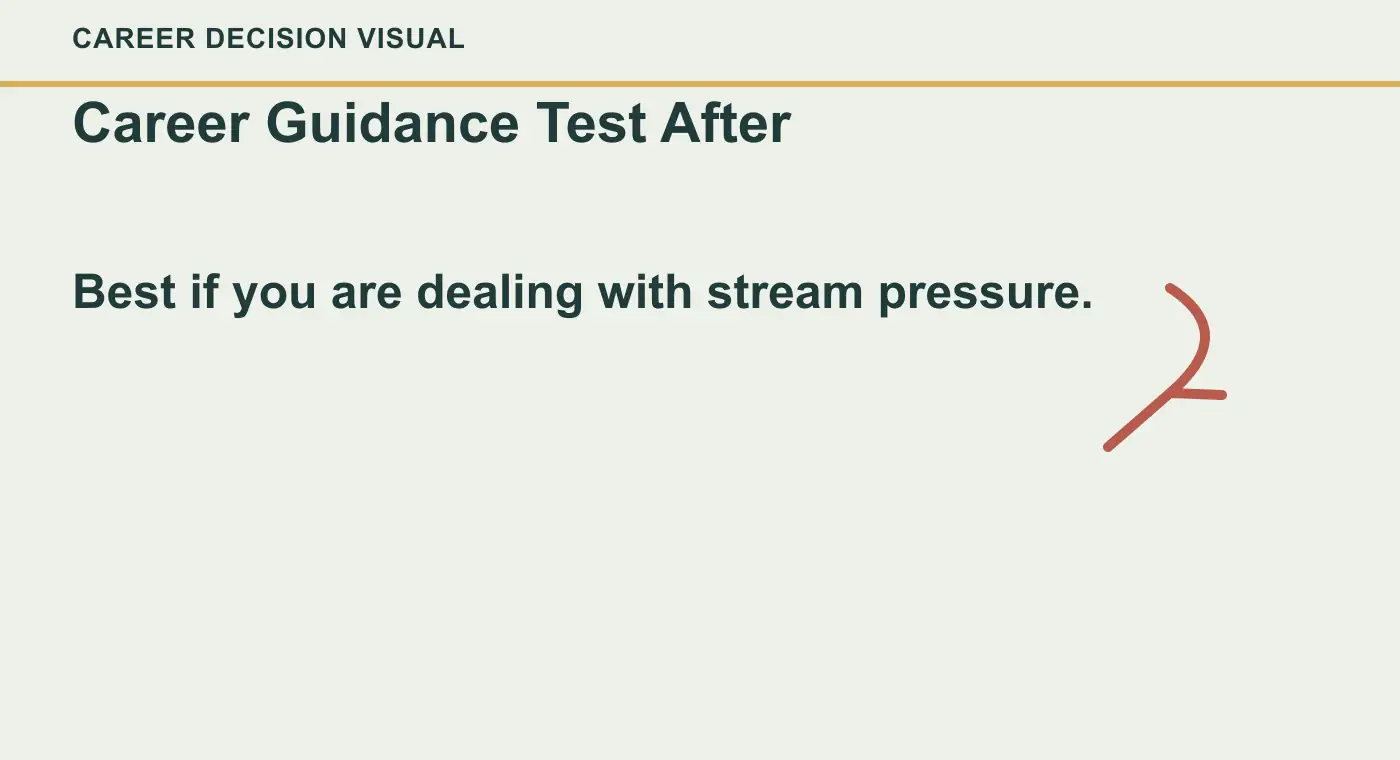 CAREER DECISION VISUAL
Career Guidance Test After
Best if you are dealing with stream pressure.